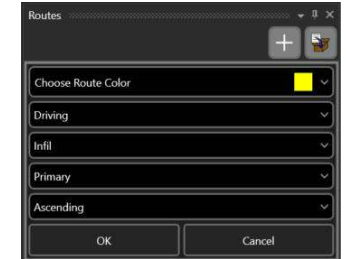 Routes
Choose Route Color
Driving
Infil
Primary
Ascending
OK
Cancel